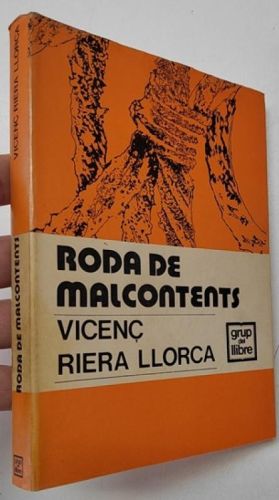 VICENÇ RIERA LLORCA
RODA DE MALCONTENTS
RODA DE
MALCONTENTS
VICENÇ
RIERA LLORCA
grup
del
llibre